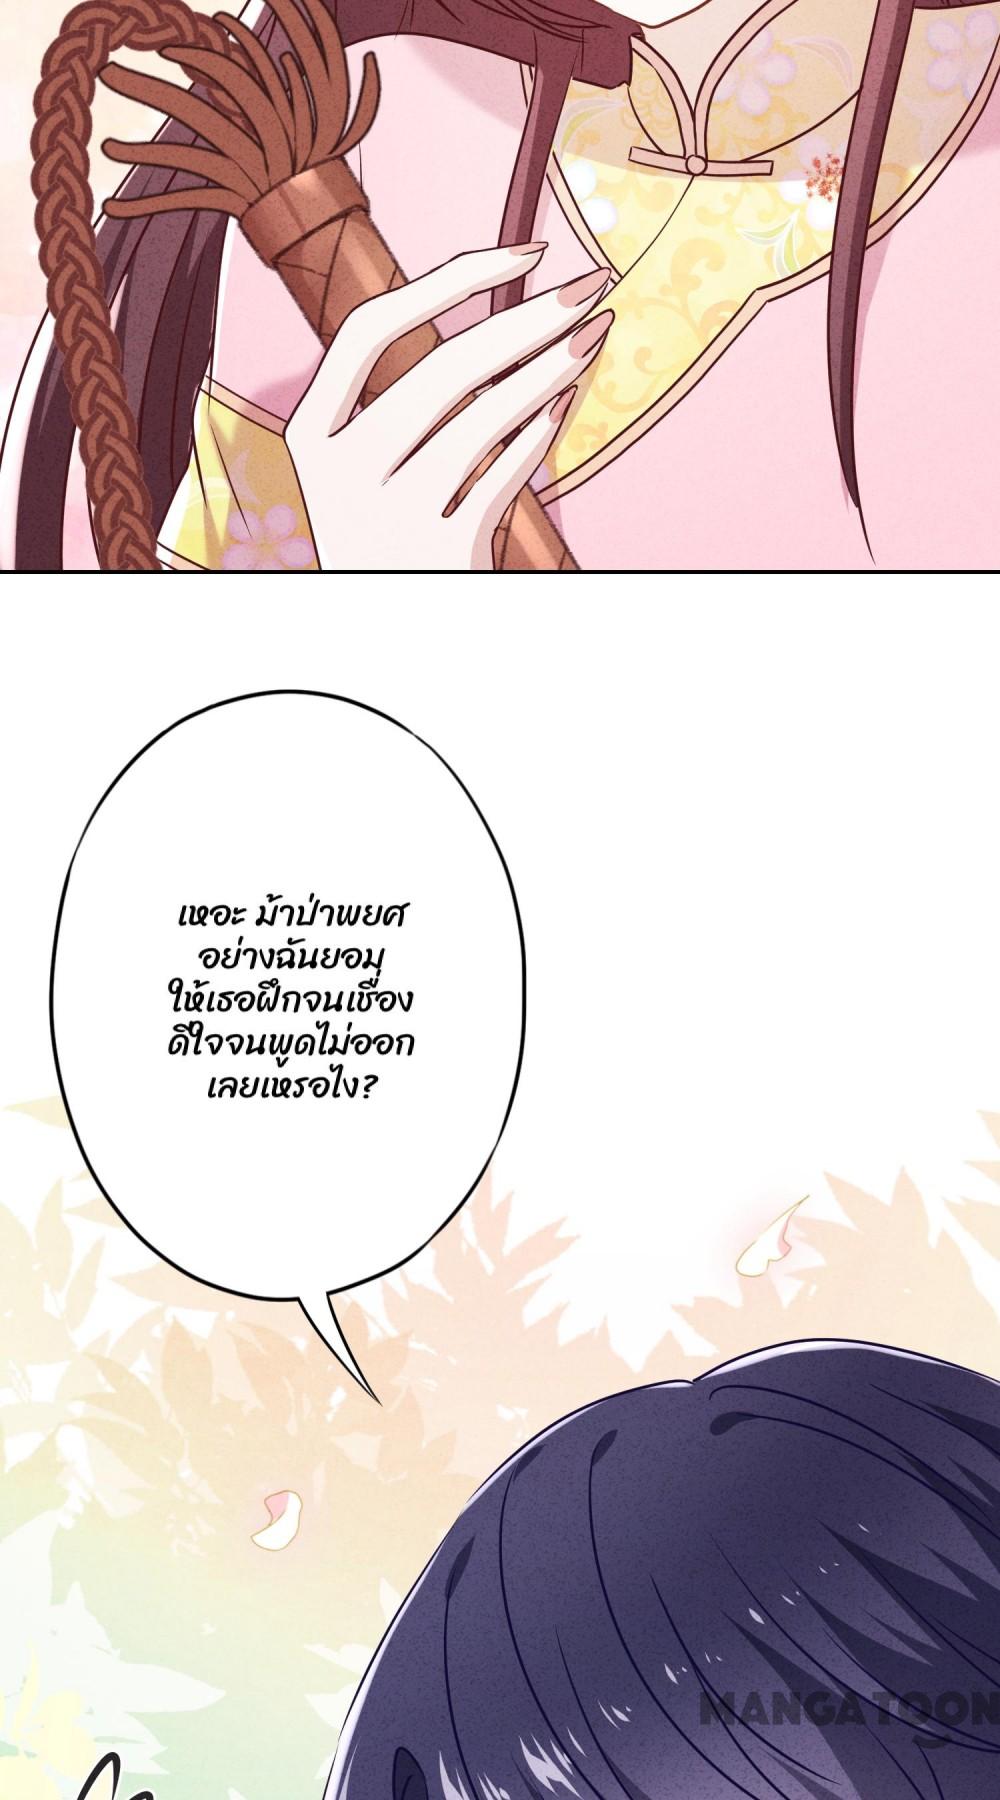 เหอะ ม้าป่าพยศ
อย่างฉันยอม
ให้เธอฝึกจนเชื่อง
ดีใจจนพูดไม่ออก
เลยเหรอไง?
MANGATOON